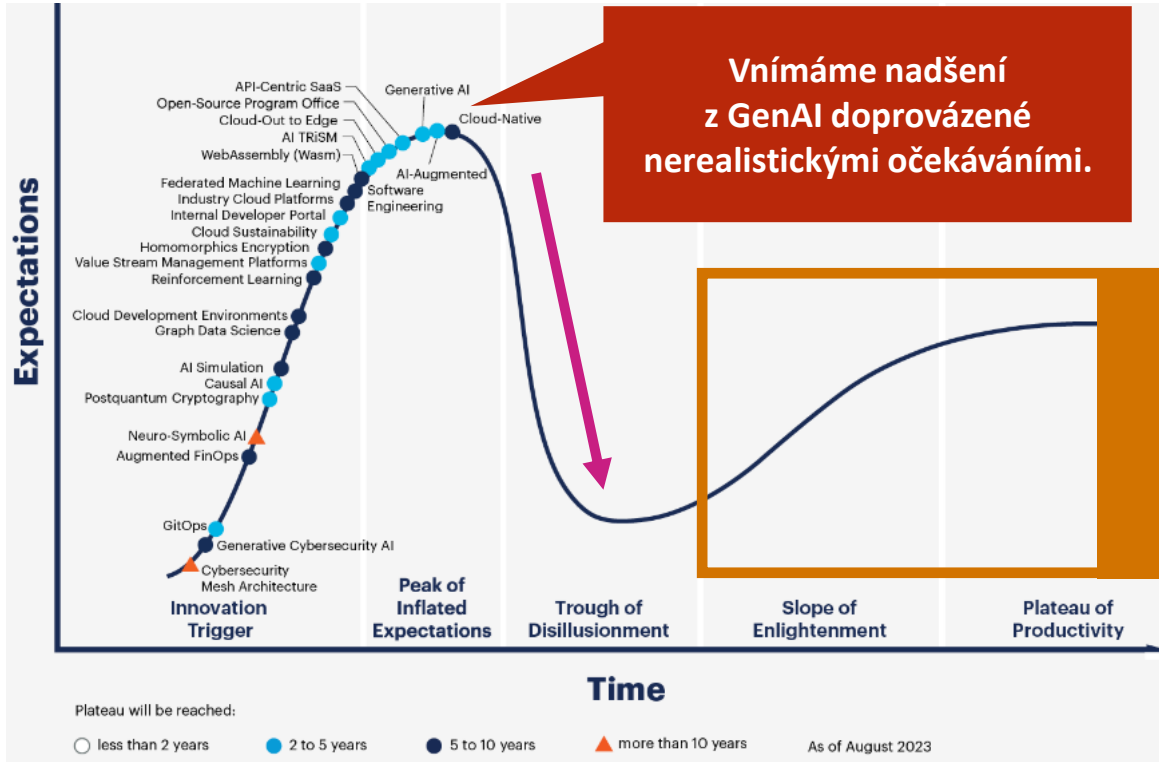 Vnímáme nadšení
z GenAI doprovázené
nerealistickými očekáváními.
Expectations
API-Centric SaaS
Generative AI
Open-Source Program Office
Cloud-Out to Edge
Cloud-Native
AI TRiSM
WebAssembly (Wasm)
AI-Augmented
Software
Engineering
Federated Machine Learning
Industry Cloud Platforms
Internal Developer Portal
Cloud Sustainability
Homomorphics Encryption
Value Stream Management Platforms
Reinforcement Learning
Cloud Development Environments
Graph Data Science
AI Simulation
Causal AI
Postquantum Cryptography
Neuro-Symbolic AI
Augmented FinOps
GitOps
Generative Cybersecurity AI
Cybersecurity
Mesh Architecture
Innovation
Trigger
Peak of
Inflated
Expectations
Trough of
Disillusionment
Slope of
Enlightenment
Plateau of
Productivity
Time
Plateau will be reached:
less than 2 years
2 to 5 years
5 to 10 years
more than 10 years
As of August 2023